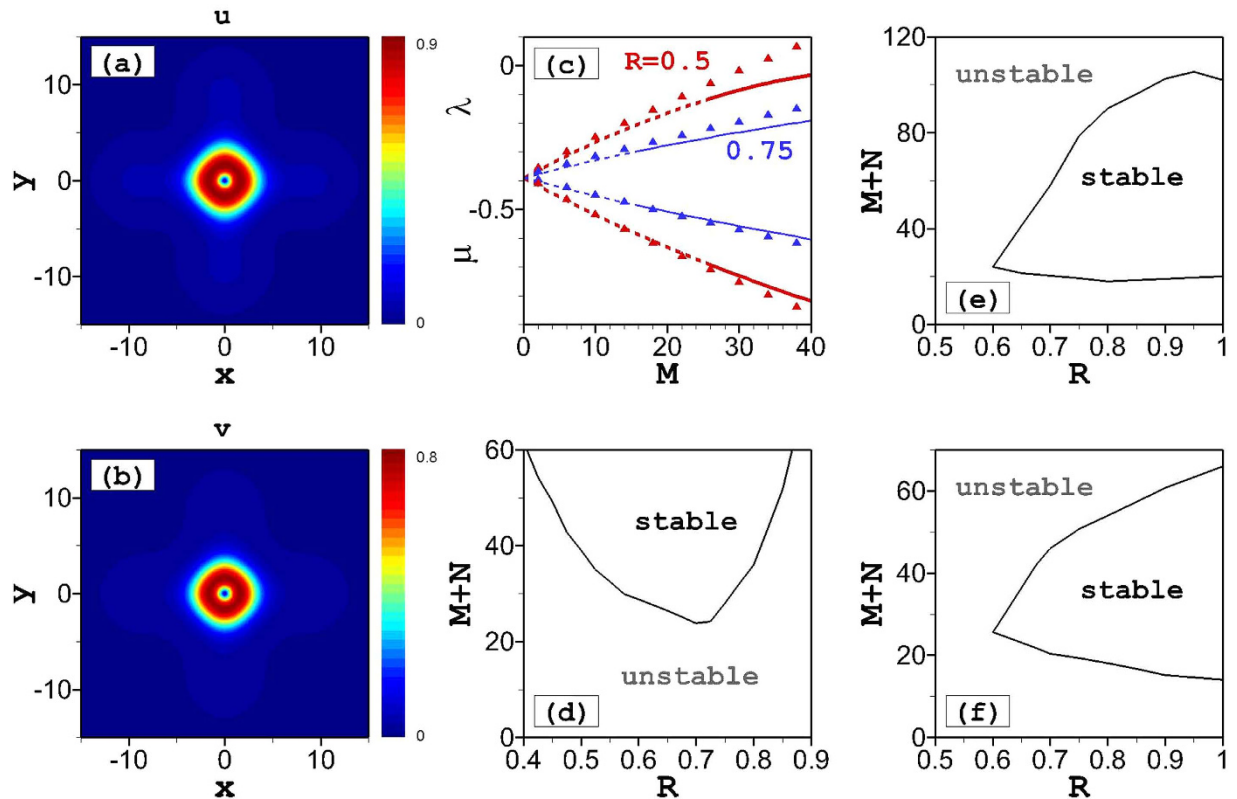 u
(a)
0.9
0
10
0
-10
y
-10 0 10
x
(c)
R=0.5
0.75
0
-0.5
λ
μ
0 10 20 30 40
M
120
80
40
0
M+N
unstable
stable
(e)
0.5 0.6 0.7 0.8 0.9 1
R
v
(b)
0.8
0
10
0
-10
y
-10 0 10
x
60
40
20
0
M+N
stable
unstable
(d)
0.4 0.5 0.6 0.7 0.8 0.9
R
60
40
20
0
M+N
unstable
stable
(f)
0.5 0.6 0.7 0.8 0.9 1
R